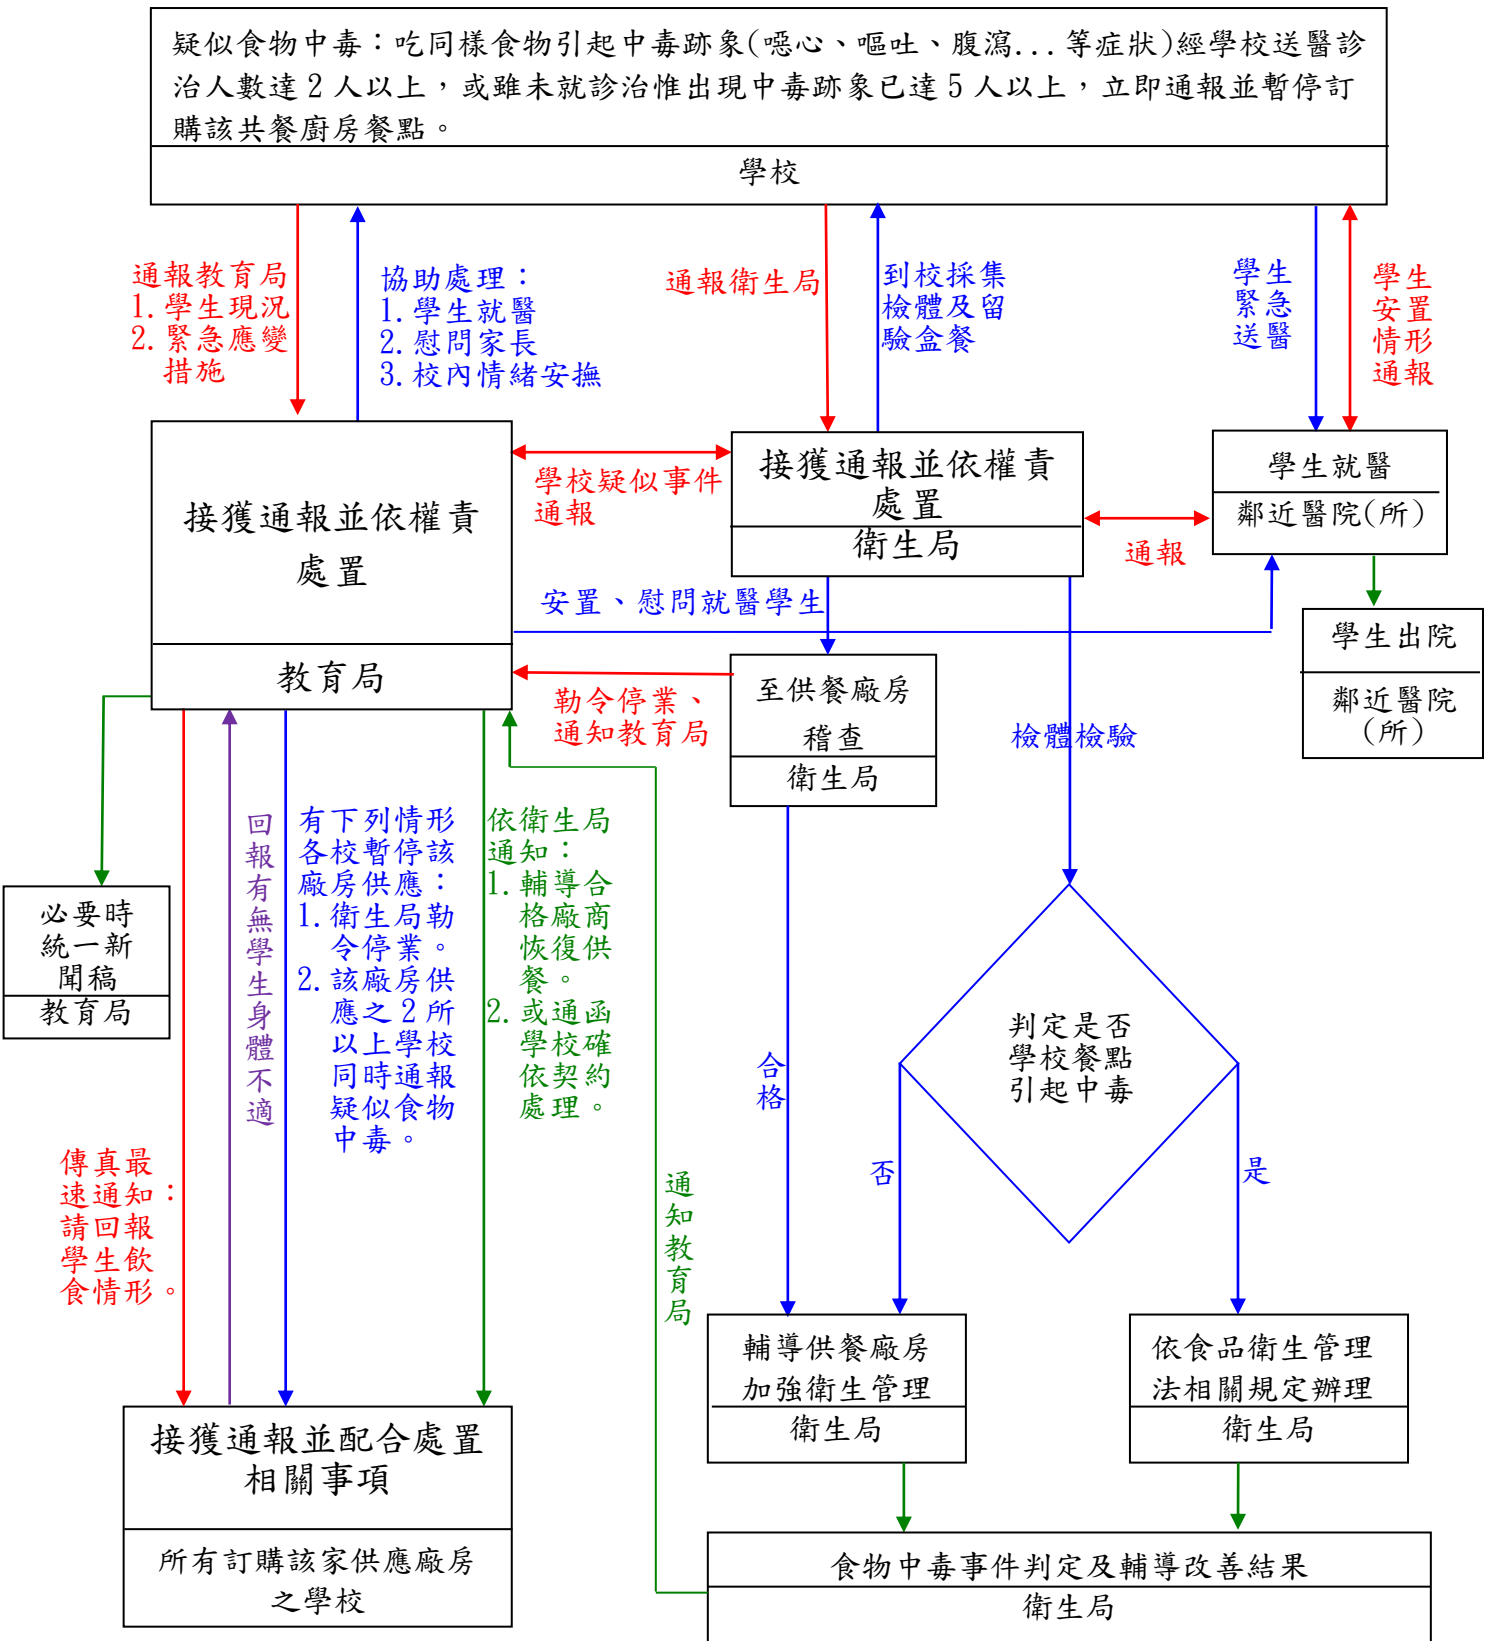 疑似食物中毒：吃同樣食物引起中毒跡象(噁心、嘔吐、腹瀉...等症狀)經學校送醫診
治人數達2人以上，或雖未就診治惟出現中毒跡象已達5人以上，立即通報並暫停訂
購該共餐廚房餐點。
學校
通報教育局
1.學生現況
2.緊急應變
措施
協助處理：
1.學生就醫
2.慰問家長
3.校內情緒安撫
通報衛生局
到校採集
檢體及留
驗盒餐
學生
緊急
送醫
學生
安置
情形
通報
接獲通報並依權責
處置
教育局
學校疑似事件
通報
接獲通報並依權責
處置
衛生局
通報
學生就醫
鄰近醫院(所)
安置、慰問就醫學生
學生出院
鄰近醫院
(所)
勒令停業、
通知教育局
至供餐廠房
稽查
衛生局
檢體檢驗
必要時
統一新
聞稿
教育局
回報有無學生身體不適
有下列情形
各校暫停該
廠房供應：
1.衛生局勒
令停業。
2.該廠房供
應之2所
以上學校
同時通報
疑似食物
中毒。
依衛生局
通知：
1.輔導合
格廠商
恢復供
餐。
2.或通函
學校確
依契約
處理。
傳真最
速通知：
請回報
學生飲
食情形。
通知教育局
合格
判定是否
學校餐點
引起中毒
否
是
輔導供餐廠房
加強衛生管理
衛生局
依食品衛生管理
法相關規定辦理
衛生局
接獲通報並配合處置
相關事項
所有訂購該家供應廠房
之學校
食物中毒事件判定及輔導改善結果
衛生局